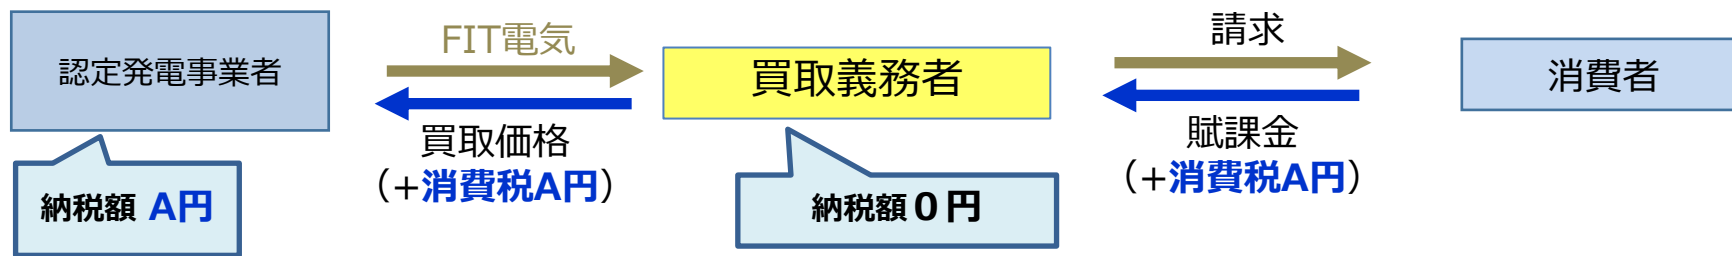 認定発電事業者
納税額 A円
FIT電気
買取価格
（+消費税A円）
買取義務者
納税額０円
請求
賦課金
（+消費税A円）
消費者